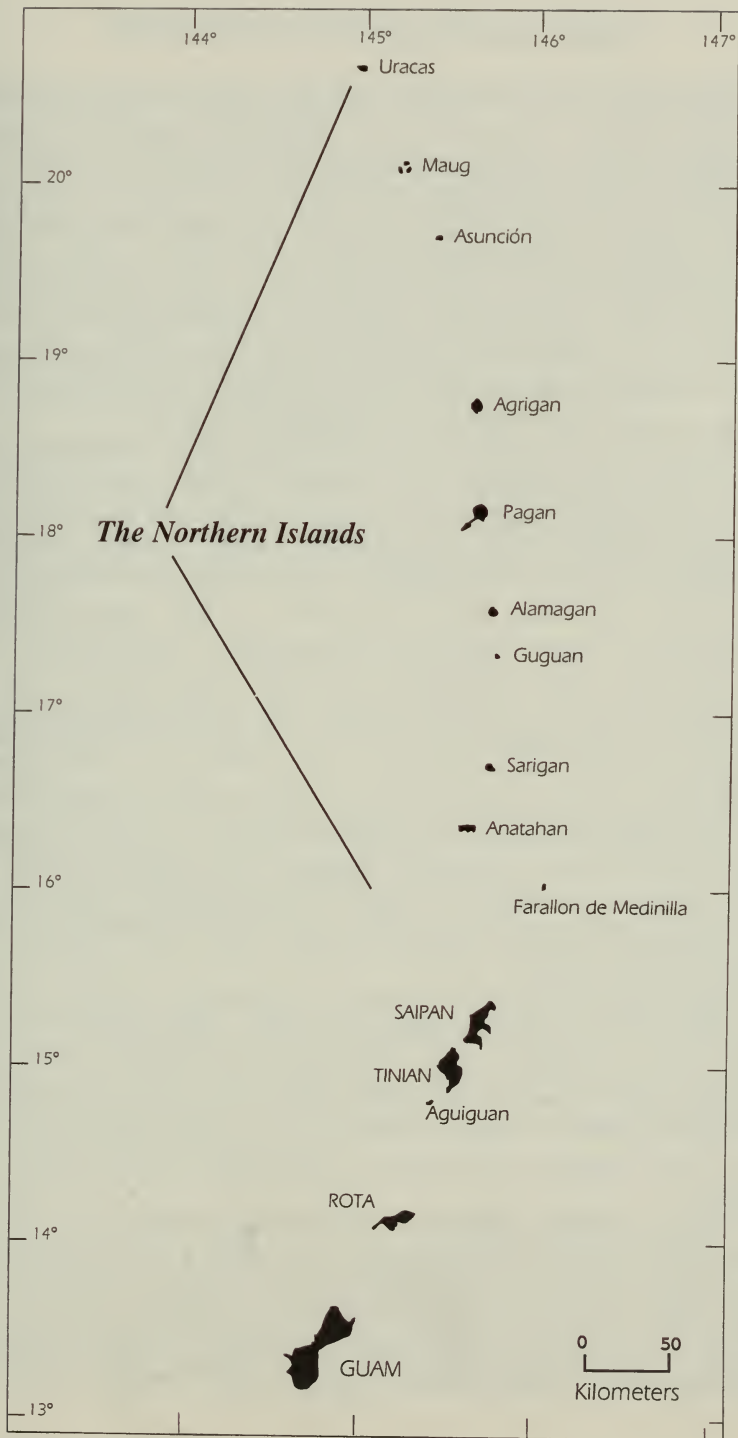 144° 145° 146° 147°
Uracas
Maug
20°
Asunción
19°
Agrigan
Pagan
18°
The Northern Islands
Alamagan
Guguan
17°
Sarigan
Anatahan
16°
Farallon de Medinilla
SAIPAN
15°
TINIAN
Aguiguan
ROTA
14°
0 50
GUAM
Kilometers
13°